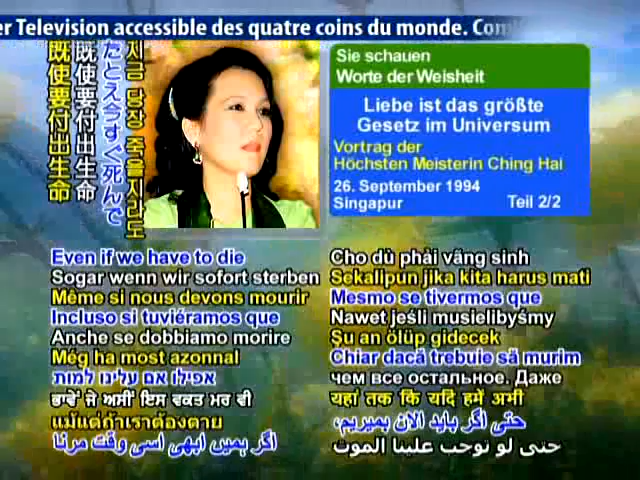 er Television accessible des quatre coins du monde. Com
既使要付出生命
既使要付出生命
たとえ今すぐ死んで
지금 당장 죽을지라도
Sie schauen
Worte der Weisheit
Liebe ist das größte
Gesetz im Universum
Vortrag der
Höchsten Meisterin Ching Hai
26. September 1994
Singapur
Teil 2/2
Even if we have to die
Sogar wenn wir sofort sterben
Même si nous devons mourir
Incluso si tuviéramos que
Anche se dobbiamo morire
Még ha most azonnal
אפילו אם עלינו למות
ਭਾਵੇਂ ਜੇ ਅਸੀਂ ਇਸ ਵਕਤ ਮਰ ਵੀ
แม้แต่ถ้าเราต้องตาย
اگر ہمیں ابھی اسی وقت مرنا
Cho dù phải vãng sinh
Sekalipun jika kita harus mati
Mesmo se tivermos que
Nawet jeśli musielibyśmy
Şu an ölüp gidecek
Chiar dacă trebuie să murim
чем все остальное. Даже
यहां तक कि यदि हमें अभी
حتی اگر باید الان بمیریم،
حتى لو توجب علينا الموت